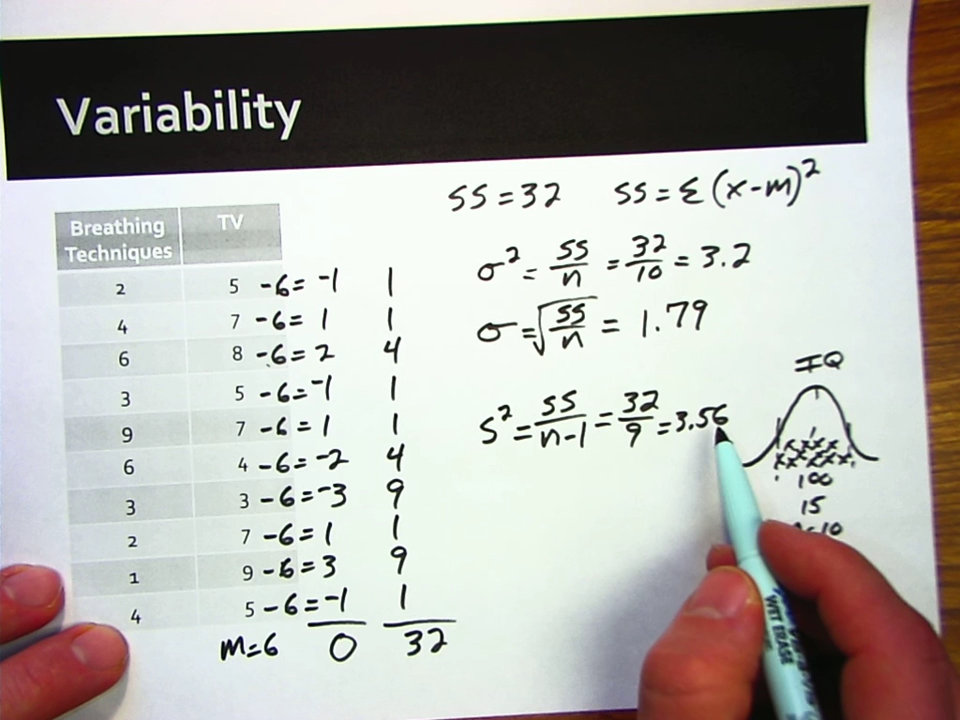 Variability
SS = 32 SS = Σ (x-m)²
Breathing Techniques TV
2 5 -6= -1 1
σ² = SS/n = 32/10 = 3.2
4 7 -6= 1 1
σ = √SS/n = 1.79
6 8 -6= 2 4
IQ
3 5 -6= -1 1
S² = SS/n-1 = 32/9 = 3.56
9 7 -6= 1 1
6 4 -6= -2 4
100
3 3 -6= -3 9
15
2 7 -6= 1 1
10
1 9 -6= 3 9
4 5 -6= -1 1
m=6 0 32
WET ERASE